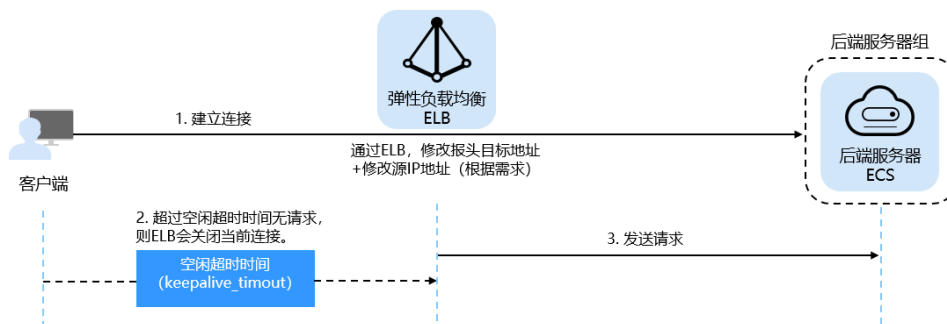 后端服务器组
弹性负载均衡
ELB
1. 建立连接
通过ELB，修改报头目标地址
+修改源IP地址（根据需求）
后端服务器
ECS
客户端
2. 超过空闲超时时间无请求，
则ELB会关闭当前连接。
3. 发送请求
空闲超时时间
（keepalive_timout）